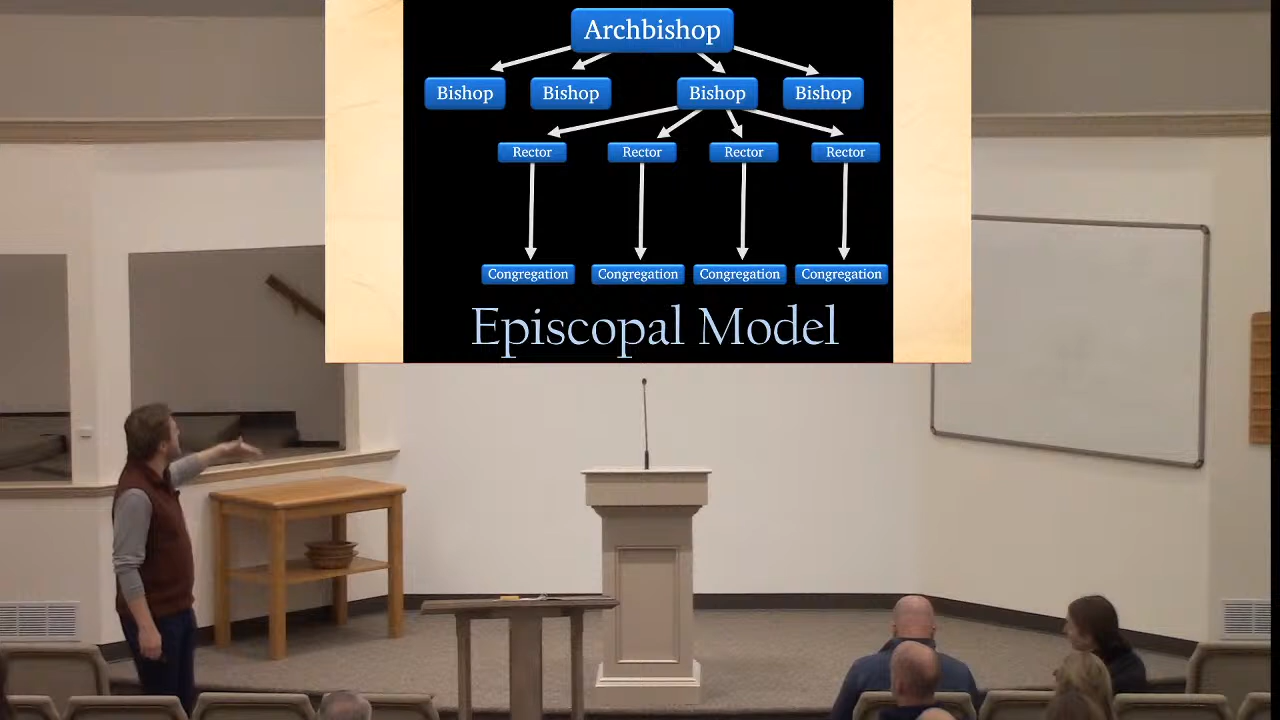 Archbishop
Bishop Bishop Bishop Bishop
Rector Rector Rector Rector
Congregation Congregation Congregation Congregation
Episcopal Model